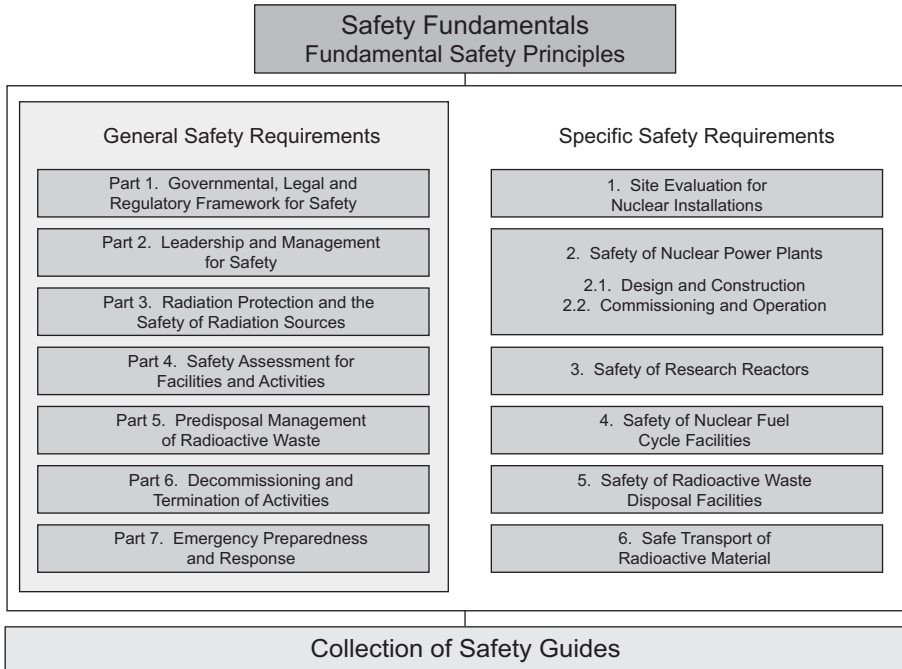 Safety Fundamentals
Fundamental Safety Principles
General Safety Requirements
Part 1. Governmental, Legal and
Regulatory Framework for Safety
Part 2. Leadership and Management
for Safety
Part 3. Radiation Protection and the
Safety of Radiation Sources
Part 4. Safety Assessment for
Facilities and Activities
Part 5. Predisposal Management
of Radioactive Waste
Part 6. Decommissioning and
Termination of Activities
Part 7. Emergency Preparedness
and Response
Specific Safety Requirements
1. Site Evaluation for
Nuclear Installations
2. Safety of Nuclear Power Plants
2.1. Design and Construction
2.2. Commissioning and Operation
3. Safety of Research Reactors
4. Safety of Nuclear Fuel
Cycle Facilities
5. Safety of Radioactive Waste
Disposal Facilities
6. Safe Transport of
Radioactive Material
Collection of Safety Guides